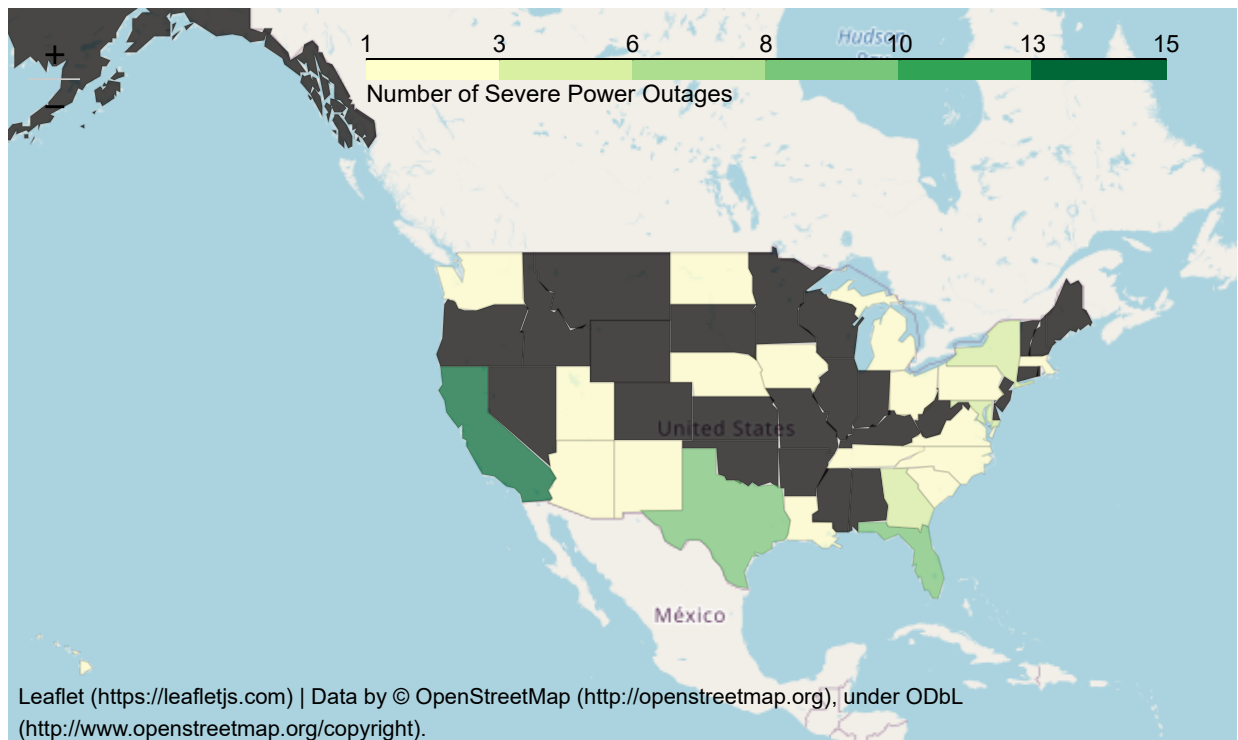 +
−
1 3 6 8 10 13 15
Hudson
Bay
Number of Severe Power Outages
United States
México
Leaflet (https://leafletjs.com) | Data by © OpenStreetMap (http://openstreetmap.org), under ODbL
(http://www.openstreetmap.org/copyright).